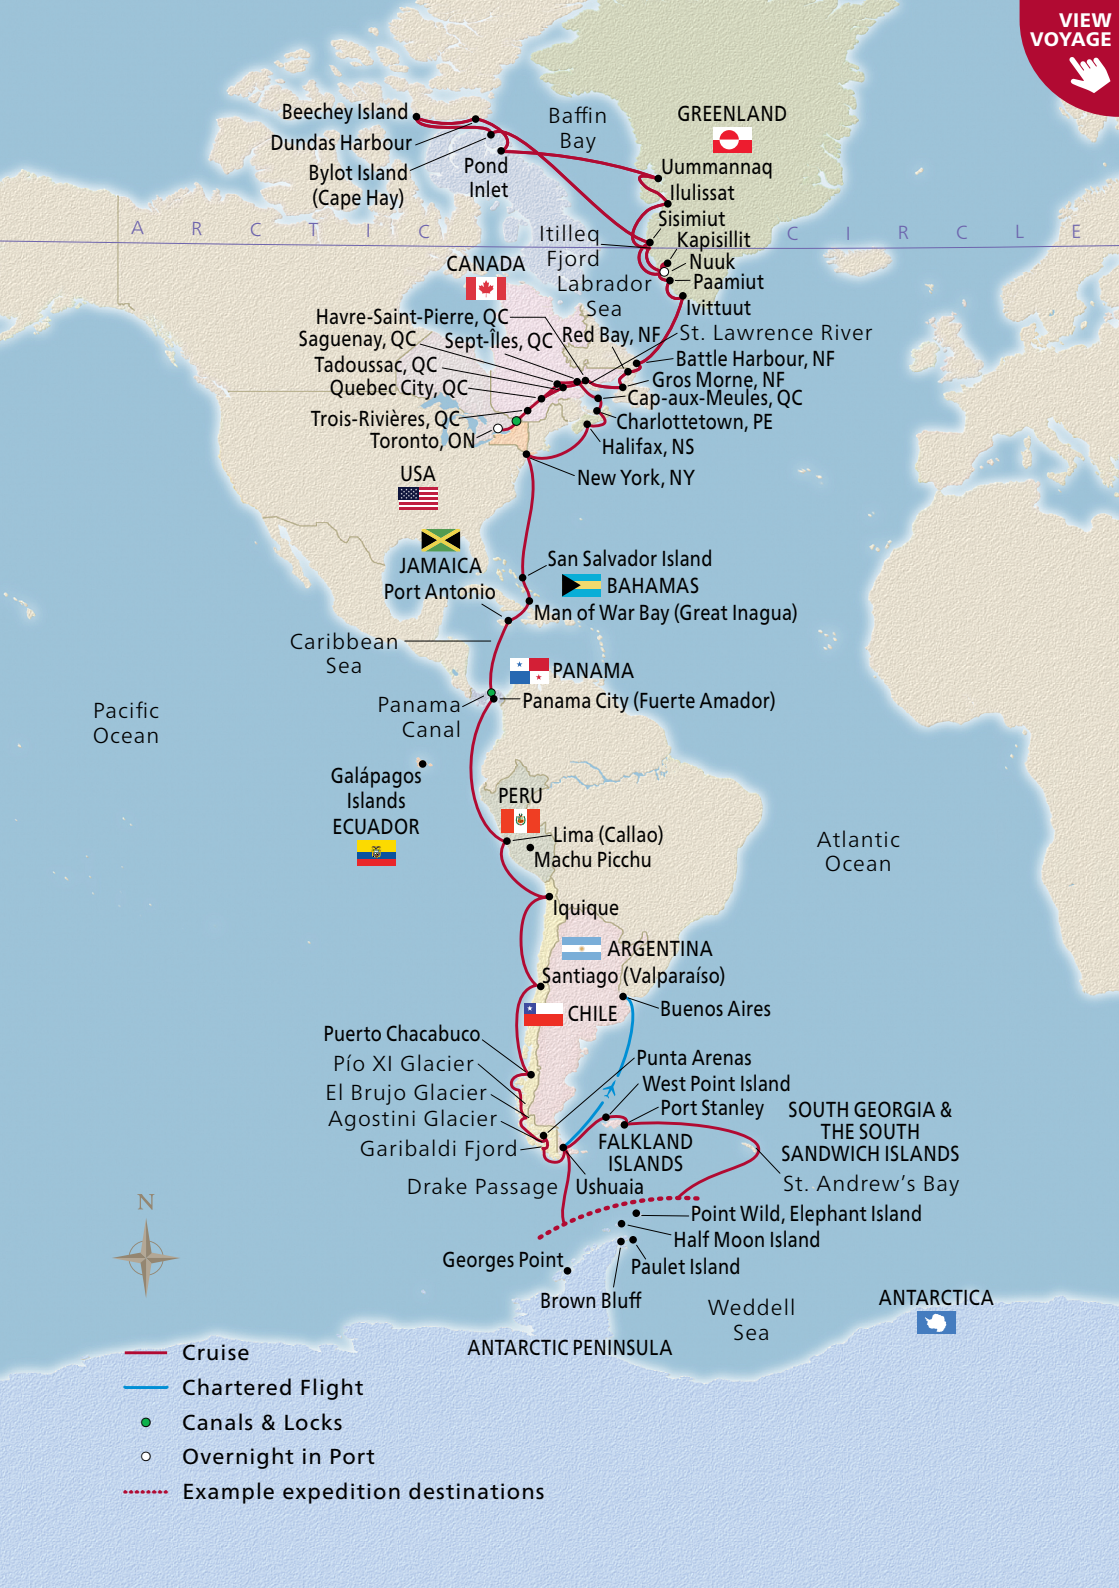 VIEW
VOYAGE
Beechey Island
Baffin
Bay
GREENLAND
Dundas Harbour
Bylot Island
(Cape Hay)
Pond
Inlet
Uummannaq
Ilulissat
Sisimiut
ARCTIC CIRCLE
Itilleq
Fjord
Kapisillit
Nuuk
CANADA
Labrador
Sea
Paamiut
Ivittuut
Havre-Saint-Pierre, QC
Saguenay, QC
Sept-Îles, QC
Red Bay, NF
St. Lawrence River
Tadoussac, QC
Battle Harbour, NF
Quebec City, QC
Gros Morne, NF
Cap-aux-Meules, QC
Trois-Rivières, QC
Charlottetown, PE
Toronto, ON
Halifax, NS
USA
New York, NY
JAMAICA
Port Antonio
San Salvador Island
BAHAMAS
Man of War Bay (Great Inagua)
Caribbean
Sea
PANAMA
Panama
Canal
Panama City (Fuerte Amador)
Pacific
Ocean
Galápagos
Islands
ECUADOR
PERU
Lima (Callao)
Machu Picchu
Atlantic
Ocean
Iquique
ARGENTINA
Santiago (Valparaíso)
CHILE
Buenos Aires
Puerto Chacabuco
Pío XI Glacier
Punta Arenas
El Brujo Glacier
West Point Island
Agostini Glacier
Port Stanley
Garibaldi Fjord
FALKLAND
ISLANDS
SOUTH GEORGIA &
THE SOUTH
SANDWICH ISLANDS
Drake Passage
Ushuaia
St. Andrew's Bay
N
Point Wild, Elephant Island
Half Moon Island
Georges Point
Paulet Island
Brown Bluff
Weddell
Sea
ANTARCTICA
ANTARCTIC PENINSULA
Cruise
Chartered Flight
Canals & Locks
Overnight in Port
Example expedition destinations